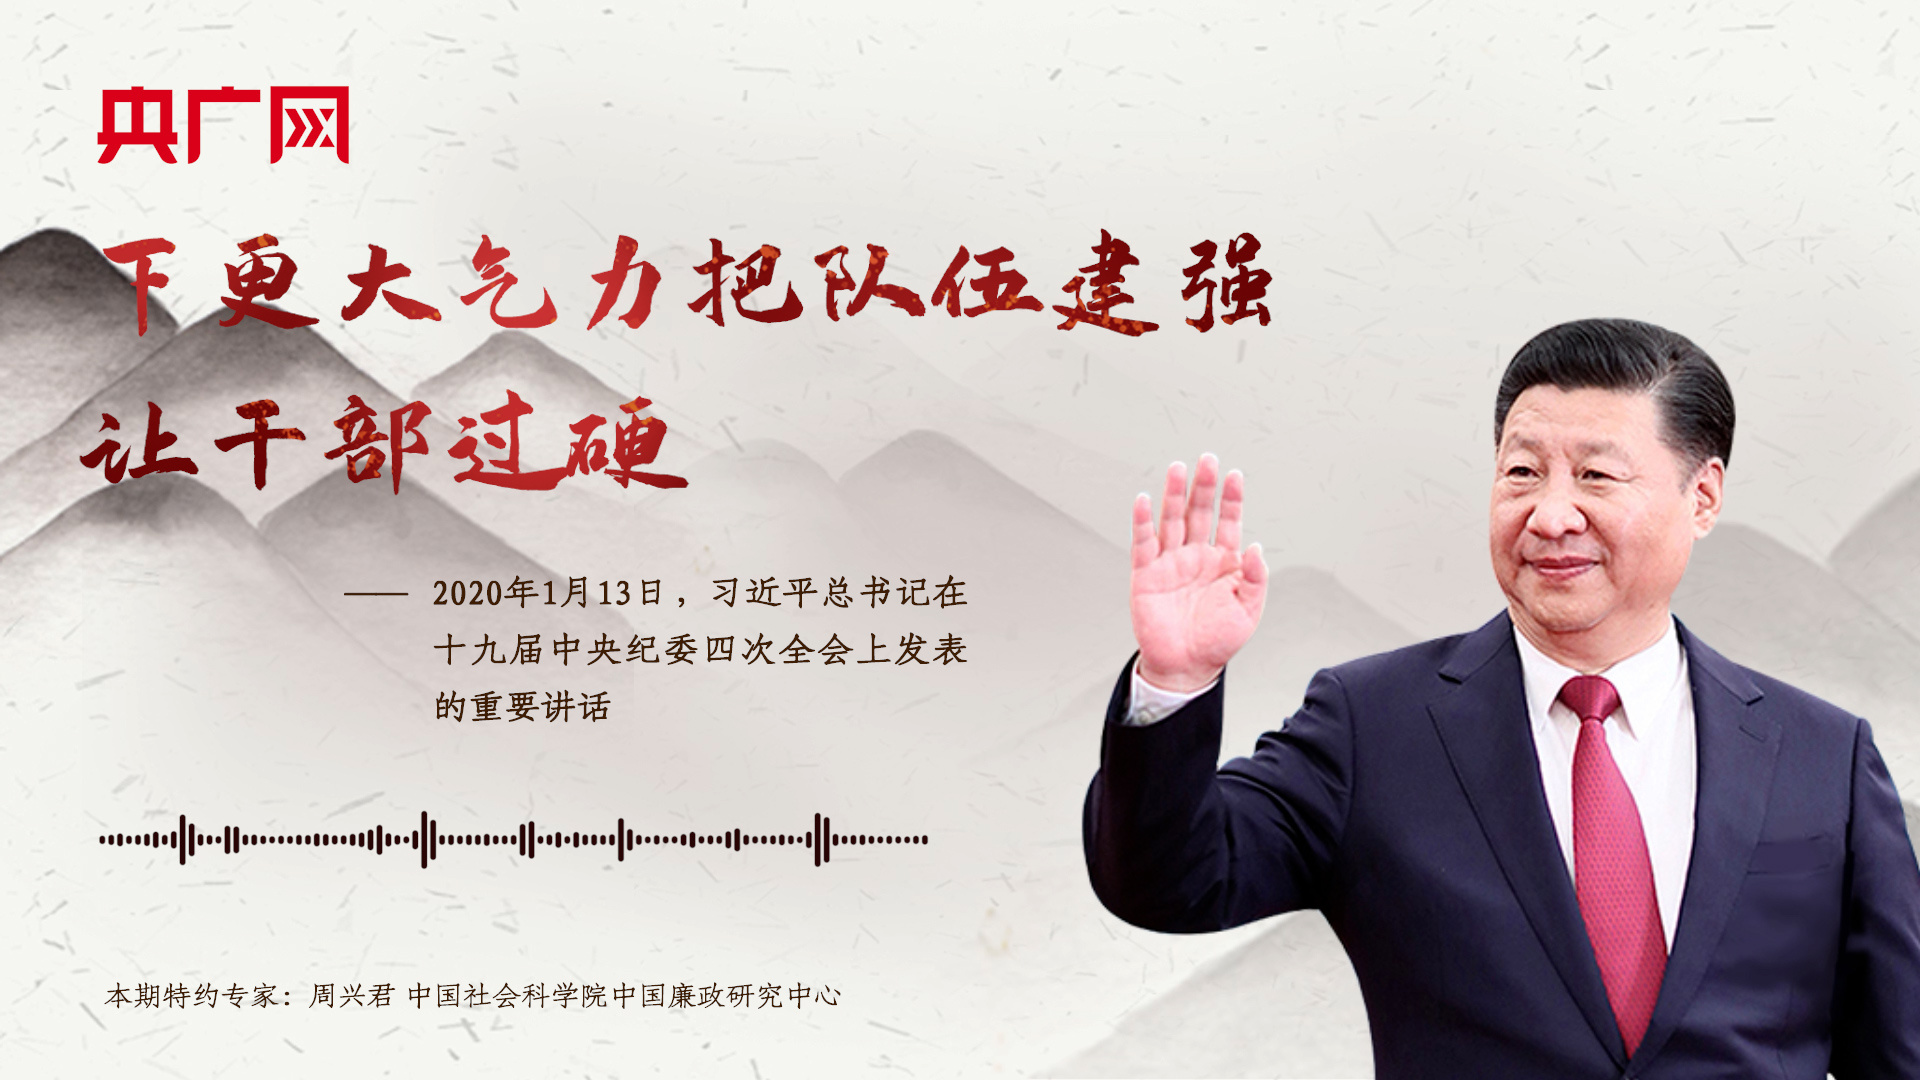 央广网
下更大气力把队伍建强
让干部过硬
—— 2020年1月13日，习近平总书记在
十九届中央纪委四次全会上发表
的重要讲话
本期特约专家：周兴君 中国社会科学院中国廉政研究中心